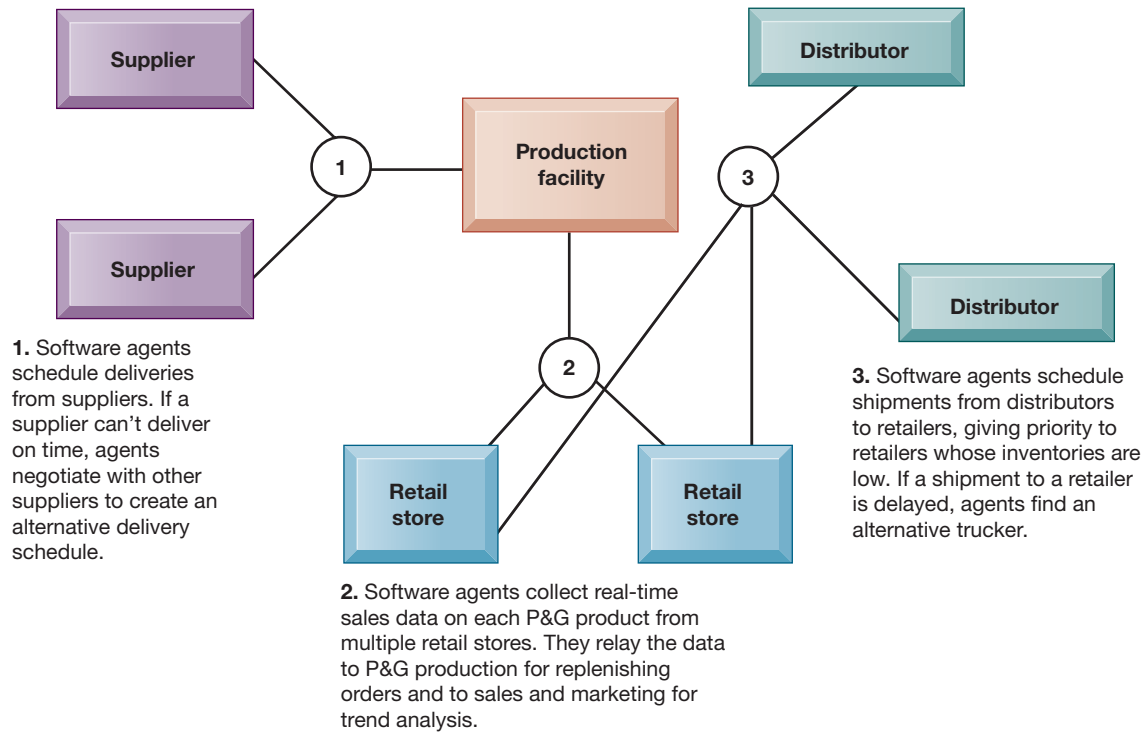 Supplier
Distributor
Production
facility
1
3
Supplier
Distributor
1. Software agents
schedule deliveries
from suppliers. If a
supplier can’t deliver
on time, agents
negotiate with other
suppliers to create an
alternative delivery
schedule.
2
Retail
store
Retail
store
3. Software agents schedule
shipments from distributors
to retailers, giving priority to
retailers whose inventories are
low. If a shipment to a retailer
is delayed, agents find an
alternative trucker.
2. Software agents collect real-time
sales data on each P&G product from
multiple retail stores. They relay the data
to P&G production for replenishing
orders and to sales and marketing for
trend analysis.